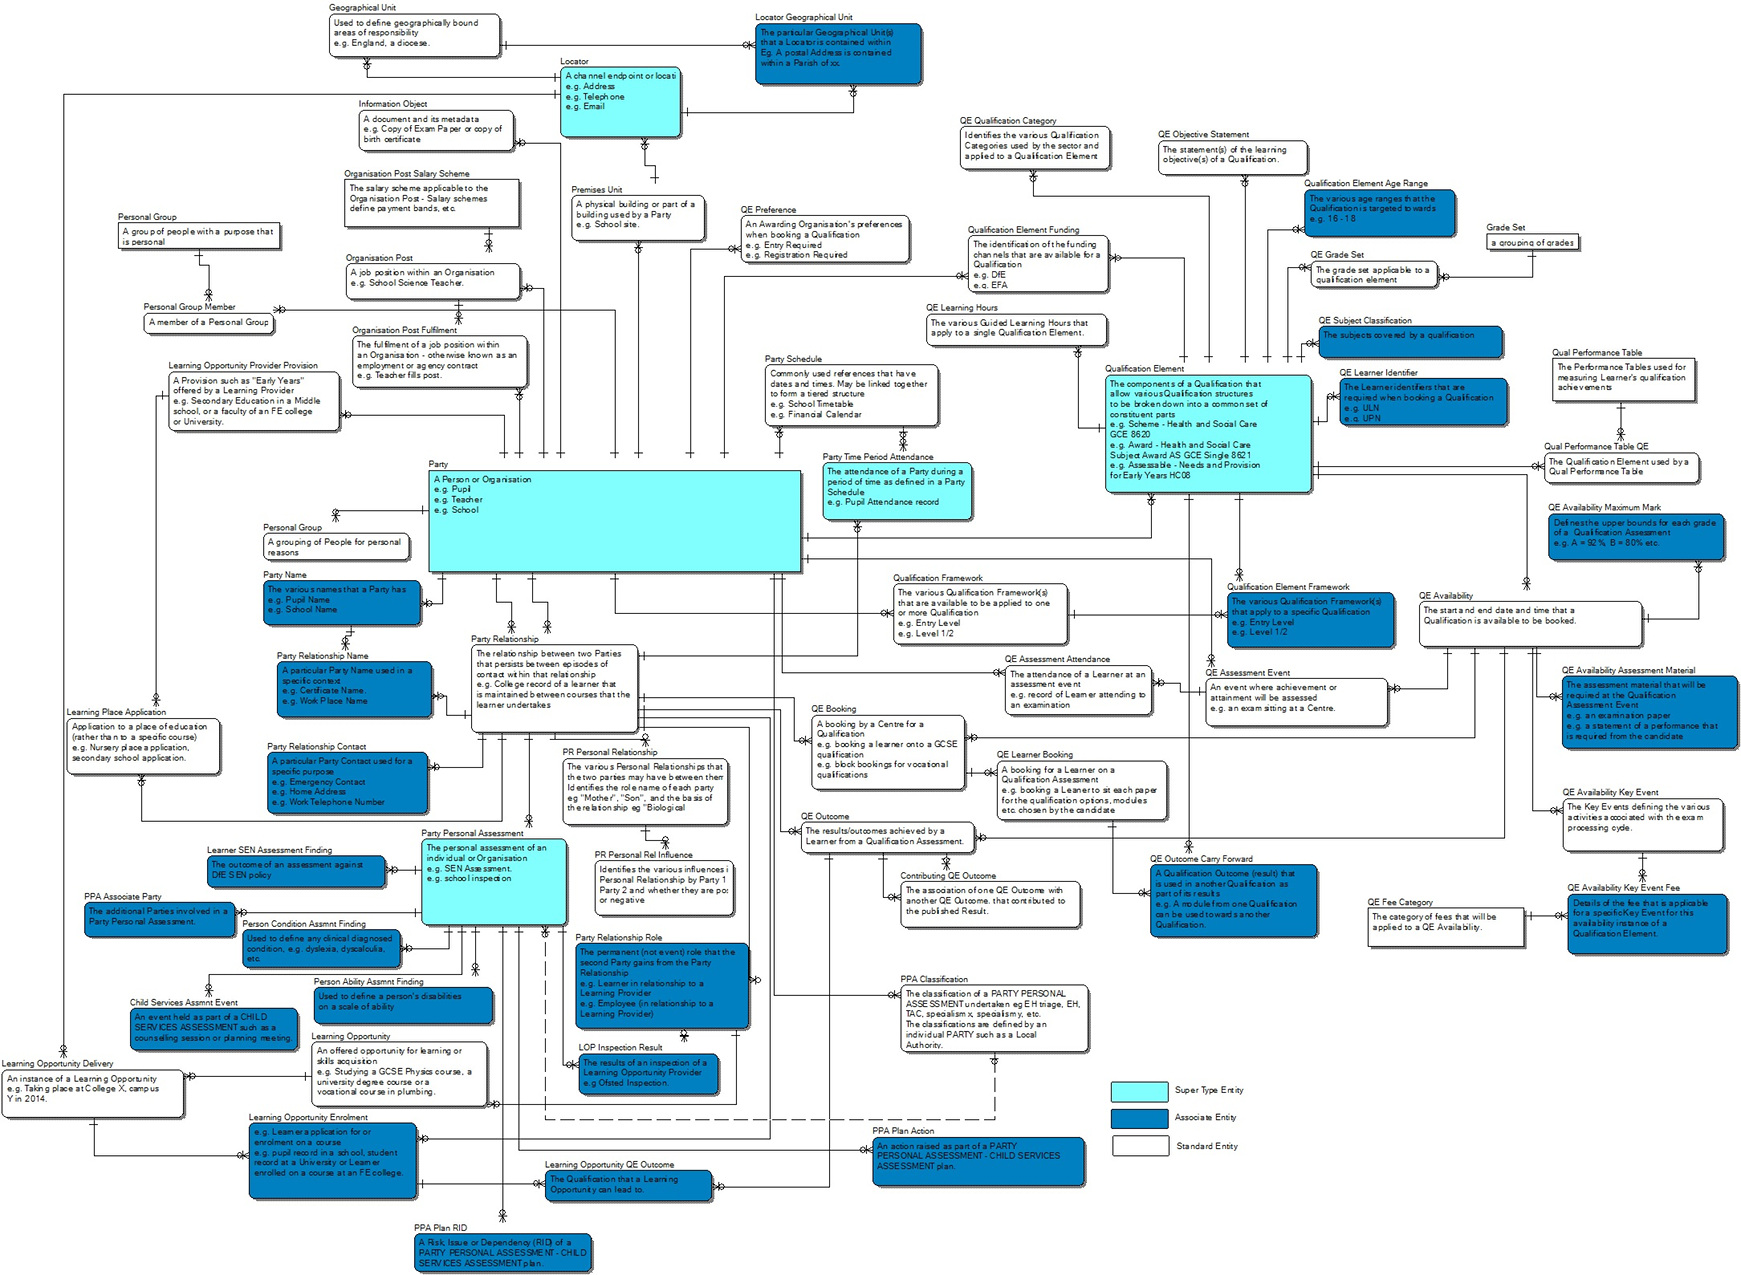 Geographical Unit
Used to define geographically bound
areas of responsibility
e.g. England, a diocese.
Locator Geographical Unit
The particular Geographical Unit(s)
that a Locator is contained within
Eg. A postal Address is contained
within a Parish of xx.
Locator
A channel endpoint or locati
e.g. Address
e.g. Telephone
e.g. Email
Information Object
A document and its metadata
e.g. Copy of Exam Paper or copy of
birth certificate
QE Qualification Category
Identifies the various Qualification
Categories used by the sector and
applied to a Qualification Element
QE Objective Statement
The statement(s) of the learning
objective(s) of a Qualification.
Organisation Post Salary Scheme
The salary scheme applicable to the
Organisation Post - Salary schemes
define payment bands, etc.
Premises Unit
A physical building or part of a
building used by a Party
e.g. School site.
Qualification Element Age Range
The various age ranges that the
Qualification is targeted towards
e.g. 16 - 18
Personal Group
A group of people with a purpose that
is personal
QE Preference
An Awarding Organisation's preferences
when booking a Qualification
e.g. Entry Required
e.g. Registration Required
Qualification Element Funding
The identification of the funding
channels that are available for a
Qualification
e.g. DfE
e.g. EFA
Grade Set
a grouping of grades
QE Grade Set
The grade set applicable to a
qualification element
Organisation Post
A job position within an Organisation
e.g. School Science Teacher.
Personal Group Member
A member of a Personal Group
QE Learning Hours
The various Guided Learning Hours that
apply to a single Qualification Element.
QE Subject Classification
The subjects covered by a qualification
Organisation Post Fulfilment
The fulfilment of a job position within
an Organisation - otherwise known as an
employment or agency contract
e.g. Teacher fills post.
Learning Opportunity Provider Provision
A Provision such as "Early Years"
offered by a Learning Provider
e.g. Secondary Education in a Middle
school, or a faculty of an FE college
or University.
Party Schedule
Commonly used references that have
dates and times. May be linked together
to form a tiered structure
e.g. School Timetable
e.g. Financial Calendar
Qualification Element
The components of a Qualification that
allow various Qualification structures
to be broken down into a common set of
constituent parts
e.g. Scheme - Health and Social Care
GCE 8620
e.g. Award - Health and Social Care
Subject Award AS GCE Single 8621
e.g. Assessable - Needs and Provision
for Early Years HC08
QE Learner Identifier
The Learner identifiers that are
required when booking a Qualification
e.g. ULN
e.g. UPN
Qual Performance Table
The Performance Tables used for
measuring Learner's qualification
achievements
Qual Performance Table QE
The Qualification Element used by a
Qual Performance Table
Party
A Person or Organisation
e.g. Pupil
e.g. Teacher
e.g. School
Party Time Period Attendance
The attendance of a Party during a
period of time as defined in a Party
Schedule
e.g. Pupil Attendance record
QE Availability Maximum Mark
Defines the upper bounds for each grade
of a Qualification Assessment
e.g. A = 92%, B = 80% etc.
Personal Group
A grouping of People for personal
reasons
Party Name
The various names that a Party has
e.g. Pupil Name
e.g. School Name
Qualification Framework
The various Qualification Framework(s)
that are available to be applied to one
or more Qualification
e.g. Entry Level
e.g. Level 1/2
Qualification Element Framework
The various Qualification Framework(s)
that apply to a specific Qualification
e.g. Entry Level
e.g. Level 1/2
QE Availability
The start and end date and time that a
Qualification is available to be booked.
Party Relationship
The relationship between two Parties
that persists between episodes of
contact within that relationship
e.g. College record of a learner that
is maintained between courses that the
learner undertakes
Party Relationship Name
A particular Party Name used in a
specific context
e.g. Certificate Name.
e.g. Work Place Name
QE Assessment Attendance
The attendance of a Learner at an
assessment event
e.g. record of Learner attending to
an examination
QE Assessment Event
An event where achievement or
attainment will be assessed
e.g. an exam sitting at a Centre.
QE Availability Assessment Material
The assessment material that will be
required at the Qualification
Assessment Event
e.g. an examination paper
e.g. a statement of performance that
is required from the candidate
Learning Place Application
Application to a place of education
(rather than to a specific course)
e.g. Nursery place application,
secondary school application.
QE Booking
A booking by a Centre for a
Qualification
e.g. booking a learner onto a GCSE
qualification
e.g. block bookings for vocational
qualifications
Party Relationship Contact
A particular Party Contact used for a
specific purpose
e.g. Emergency Contact
e.g. Home Address
e.g. Work Telephone Number
PR Personal Relationship
The various Personal Relationships that
the two parties may have between them
Identifies the role name of each party
eg "Mother", "Son", and the basis of
the relationship eg "Biological
QE Learner Booking
A booking for a Learner on a
Qualification Assessment
e.g. booking a Leaner to sit each paper
for the qualification options, modules
etc. chosen by the candidate
QE Availability Key Event
The Key Events defining the various
activities associated with the exam
processing cycle.
QE Outcome
The results/outcomes achieved by a
Learner from a Qualification Assessment.
Party Personal Assessment
The personal assessment of an
individual or Organisation
e.g. SEN Assessment.
e.g. school inspection
Learner SEN Assessment Finding
The outcome of an assessment against
DfE SEN policy
PR Personal Rel Influence
Identifies the various influences i
Personal Relationship by Party 1
Party 2 and whether they are pos
or negative
Contributing QE Outcome
The association of one QE Outcome with
another QE Outcome, that contributed to
the published Result.
QE Outcome Carry Forward
A Qualification Outcome (result) that
is used in another Qualification as
part of its results.
e.g. A module from one Qualification
can be used towards another
Qualification.
QE Fee Category
The category of fees that will be
applied to a QE Availability.
QE Availability Key Event Fee
Details of the fee that is applicable
for a specific Key Event for this
availability instance of a
Qualification Element.
PPA Associate Party
The additional Parties involved in a
Party Personal Assessment.
Person Condition Assmnt Finding
Used to define any clinical diagnosed
condition, e.g. dyslexia, dyscalculia,
etc.
Party Relationship Role
The permanent (not event) role that the
second Party gains from the Party
Relationship
e.g. Learner in relationship to a
Learning Provider
e.g. Employee (in relationship to a
Learning Provider)
Person Ability Assmnt Finding
Used to define a person's disabilities
on a scale of ability
PPA Classification
The classification of a PARTY PERSONAL
ASSESSMENT undertaken eg EH triage, EH,
TAC, specialism x, specialism y, etc.
The classifications are defined by an
individual PARTY such as a Local
Authority.
Child Services Assmnt Event
An event held as part of a CHILD
SERVICES ASSESSMENT such as a
counselling session or planning meeting.
Learning Opportunity
An offered opportunity for learning or
skills acquisition
e.g. Studying a GCSE Physics course, a
university degree course or a
vocational course in plumbing.
LOP Inspection Result
The results of an inspection of a
Learning Opportunity Provider
e.g Ofsted Inspection.
Learning Opportunity Delivery
An instance of a Learning Opportunity
e.g. Taking place at College X, campus
Y in 2014.
Super Type Entity
Associate Entity
Standard Entity
Learning Opportunity Enrolment
e.g. Learner application for or
enrolment on a course
e.g. pupil record in a school, student
record at a University or Learner
enrolled on a course at an FE college.
PPA Plan Action
An action raised as part of a PARTY
PERSONAL ASSESSMENT - CHILD SERVICES
ASSESSMENT plan.
Learning Opportunity QE Outcome
The Qualification that a Learning
Opportunity can lead to.
PPA Plan RID
A Risk, Issue or Dependency (RID) of a
PARTY PERSONAL ASSESSMENT - CHILD
SERVICES ASSESSMENT plan.